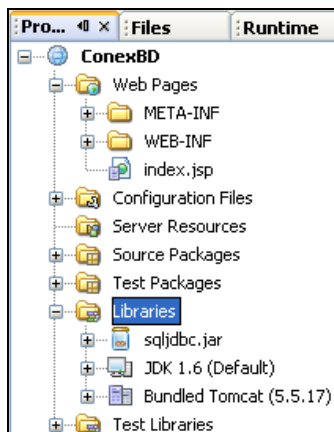 Pro... Files Runtime
ConexBD
Web Pages
META-INF
WEB-INF
index.jsp
Configuration Files
Server Resources
Source Packages
Test Packages
Libraries
sqljdbc.jar
JDK 1.6 (Default)
Bundled Tomcat (5.5.17)
Test Libraries